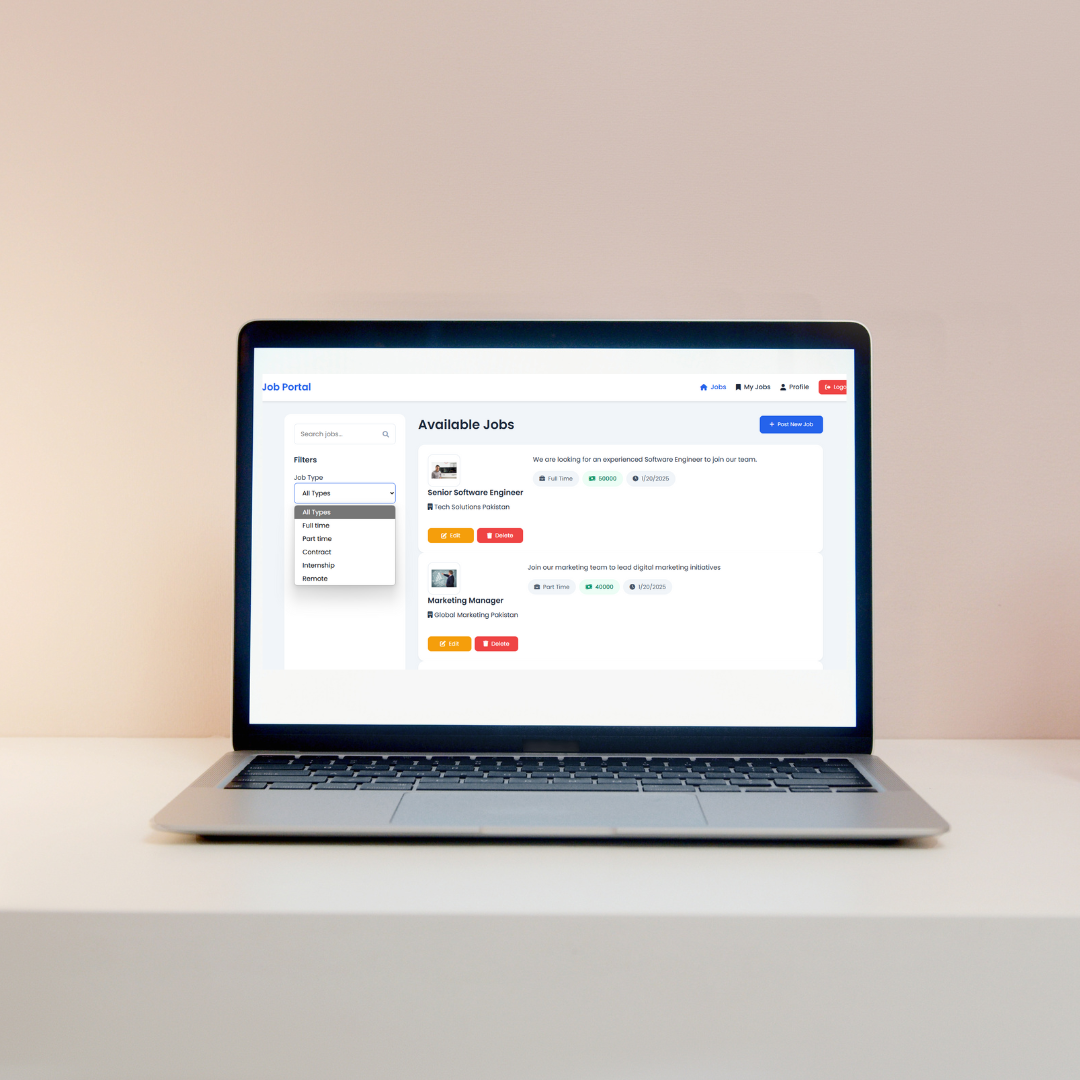 Job Portal
Jobs
My Jobs
Profile
Logo
Search jobs...
Filters
Job Type
All Types
All Types
Full time
Part time
Contract
Internship
Remote
Available Jobs
+ Post New Job
We are looking for an experienced Software Engineer to join our team.
Full Time
50000
1/20/2025
Senior Software Engineer
Tech Solutions Pakistan
Edit
Delete
Join our marketing team to lead digital marketing initiatives
Part Time
40000
1/20/2025
Marketing Manager
Global Marketing Pakistan
Edit
Delete